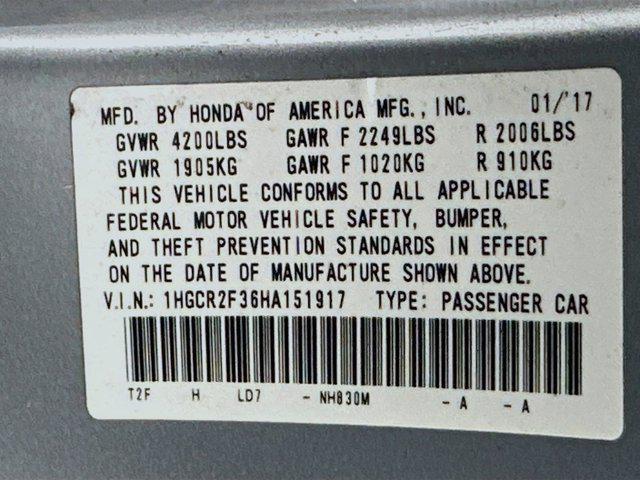 MFD. BY HONDA OF AMERICA MFG., INC. 01/'17
GVWR 4200LBS GAWR F 2249LBS R 2006LBS
GVWR 1905KG GAWR F 1020KG R 910KG
THIS VEHICLE CONFORMS TO ALL APPLICABLE
FEDERAL MOTOR VEHICLE SAFETY, BUMPER,
AND THEFT PREVENTION STANDARDS IN EFFECT
ON THE DATE OF MANUFACTURE SHOWN ABOVE.
V.I.N.: 1HGCR2F36HA151917 TYPE: PASSENGER CAR
T2F H LD7 - NH830M - A - A